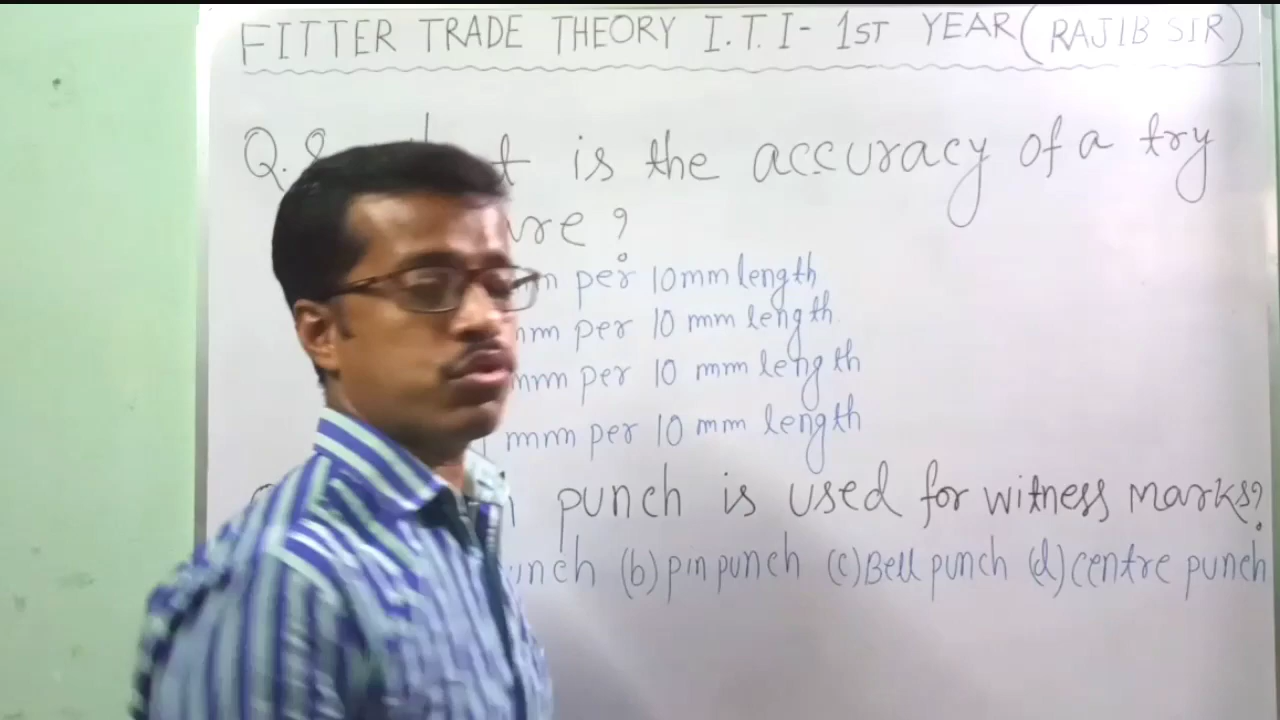 FITTER TRADE THEORY I.T.I- 1ST YEAR (RAJIB SIR)
Q.8 is the accuracy of a try
?
per 10mm length
mm per 10 mm length
mm per 10 mm length
mm per 10 mm length
punch is used for witness marks?
(b) pin punch (c) Bell punch (d) centre punch